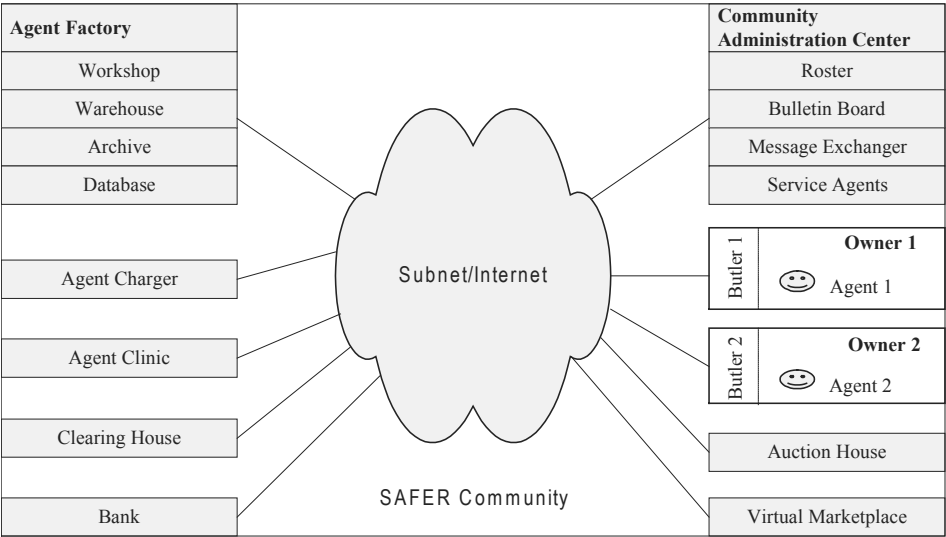 Agent Factory
Workshop
Warehouse
Archive
Database
Agent Charger
Agent Clinic
Clearing House
Bank
Subnet/Internet
SAFER Community
Community
Administration Center
Roster
Bulletin Board
Message Exchanger
Service Agents
Butler 1
Owner 1
Agent 1
Butler 2
Owner 2
Agent 2
Auction House
Virtual Marketplace